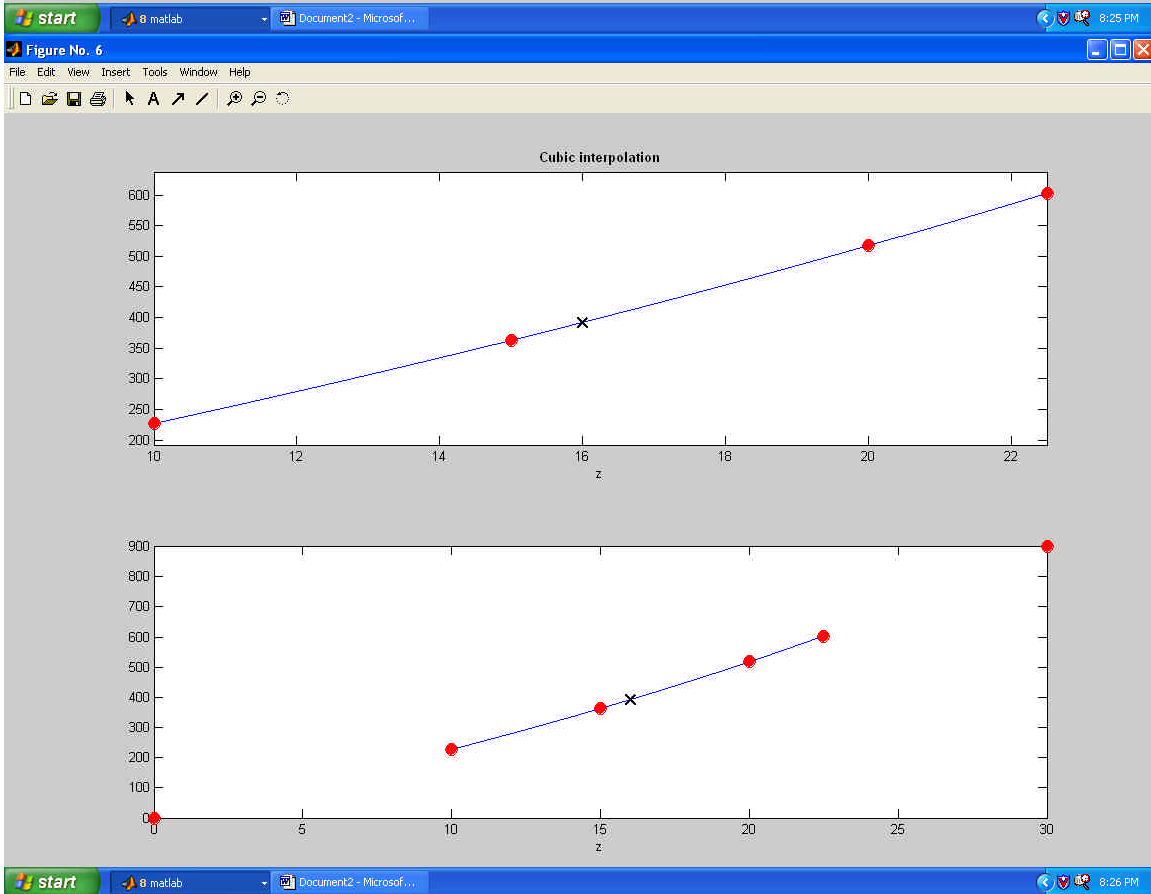 start 8 matlab Document2 - Microsof... 8:25 PM
Figure No. 6
File Edit View Insert Tools Window Help
A
Cubic interpolation
600
550
500
450
400
350
300
250
200
10 12 14 16 18 20 22
z
900
800
700
600
500
400
300
200
100
0
0 5 10 15 20 25 30
z
start 8 matlab Document2 - Microsof... 8:26 PM